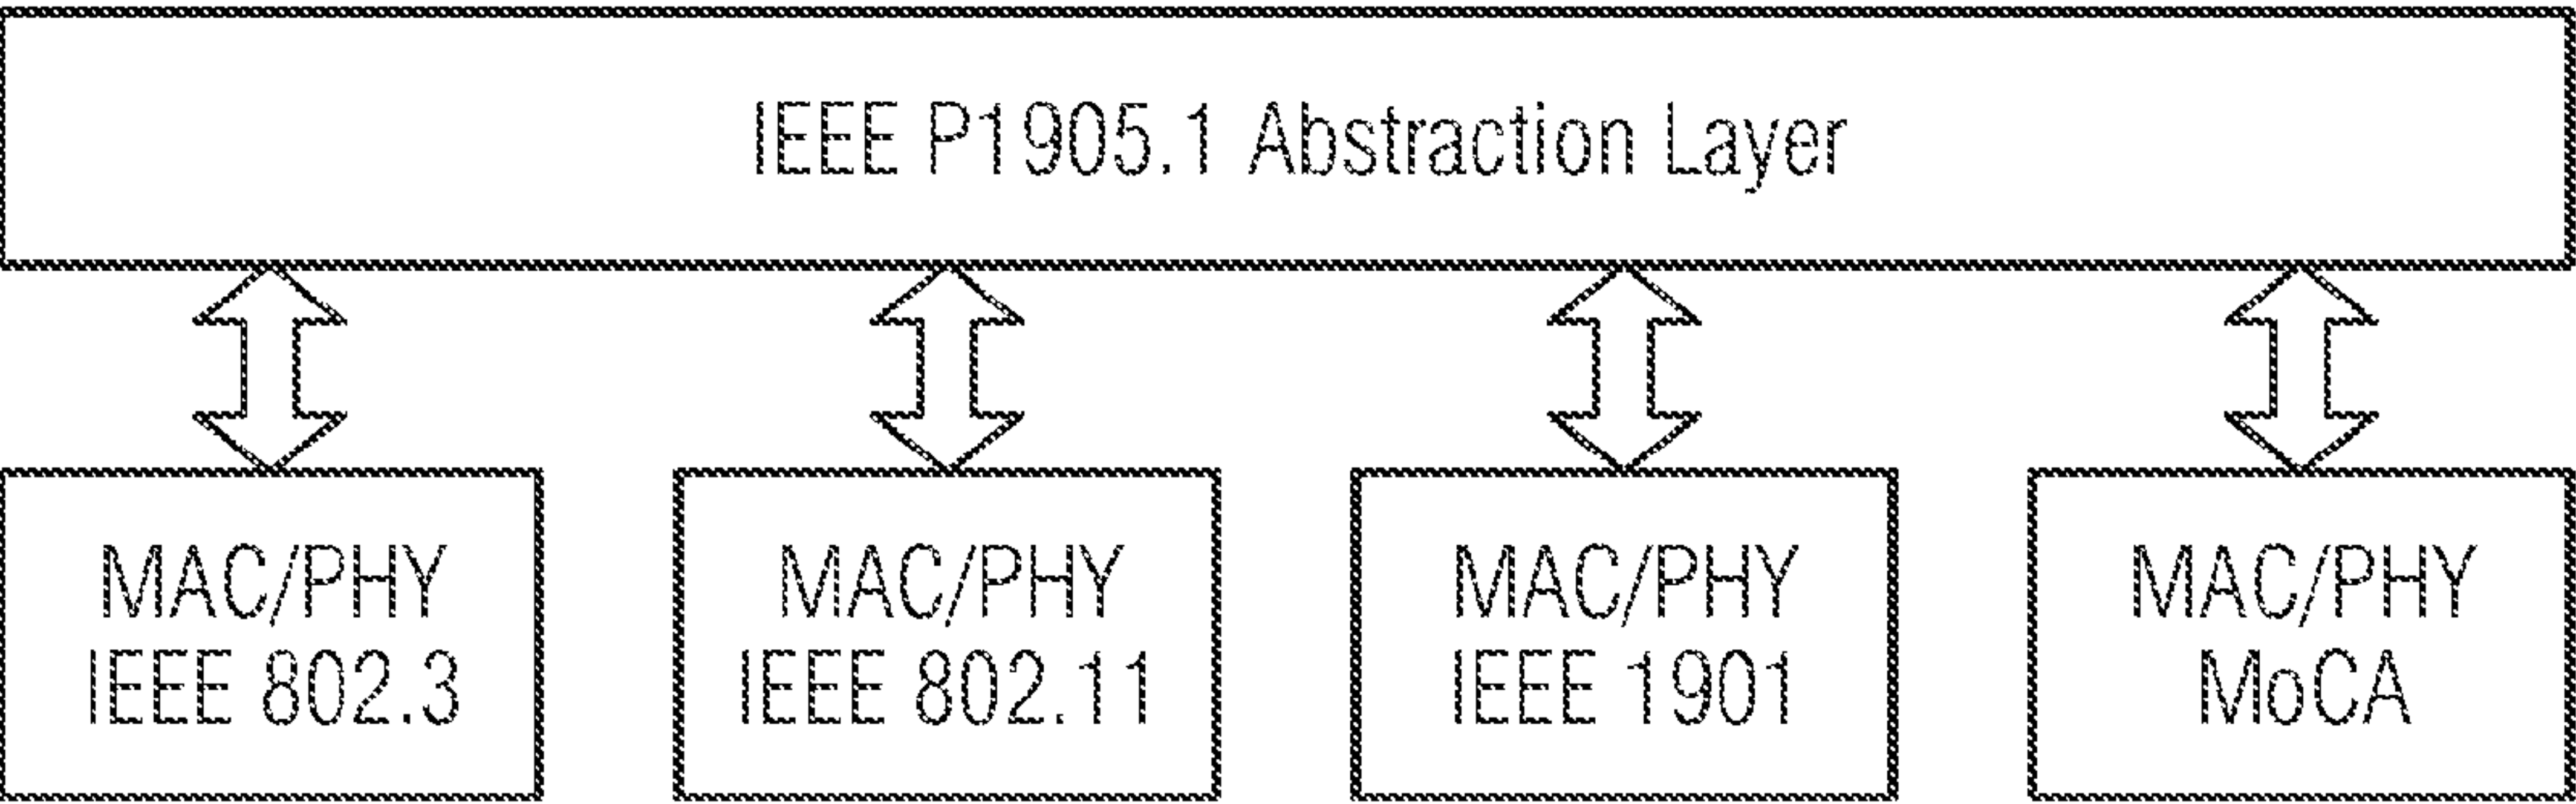 IEEE P1905.1 Abstraction Layer
MAC/PHY
IEEE 802.3
MAC/PHY
IEEE 802.11
MAC/PHY
IEEE 1901
MAC/PHY
MoCA